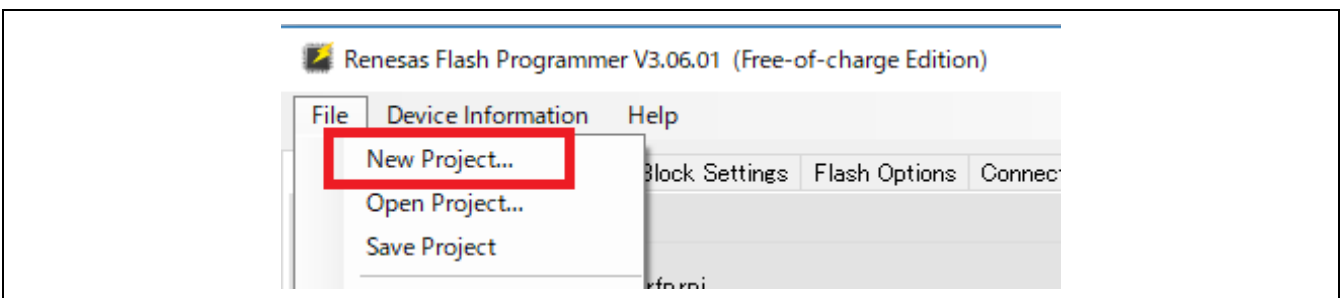 Renesas Flash Programmer V3.06.01 (Free-of-charge Edition)
File Device Information Help
New Project...
Block Settings Flash Options Connec
Open Project...
Save Project